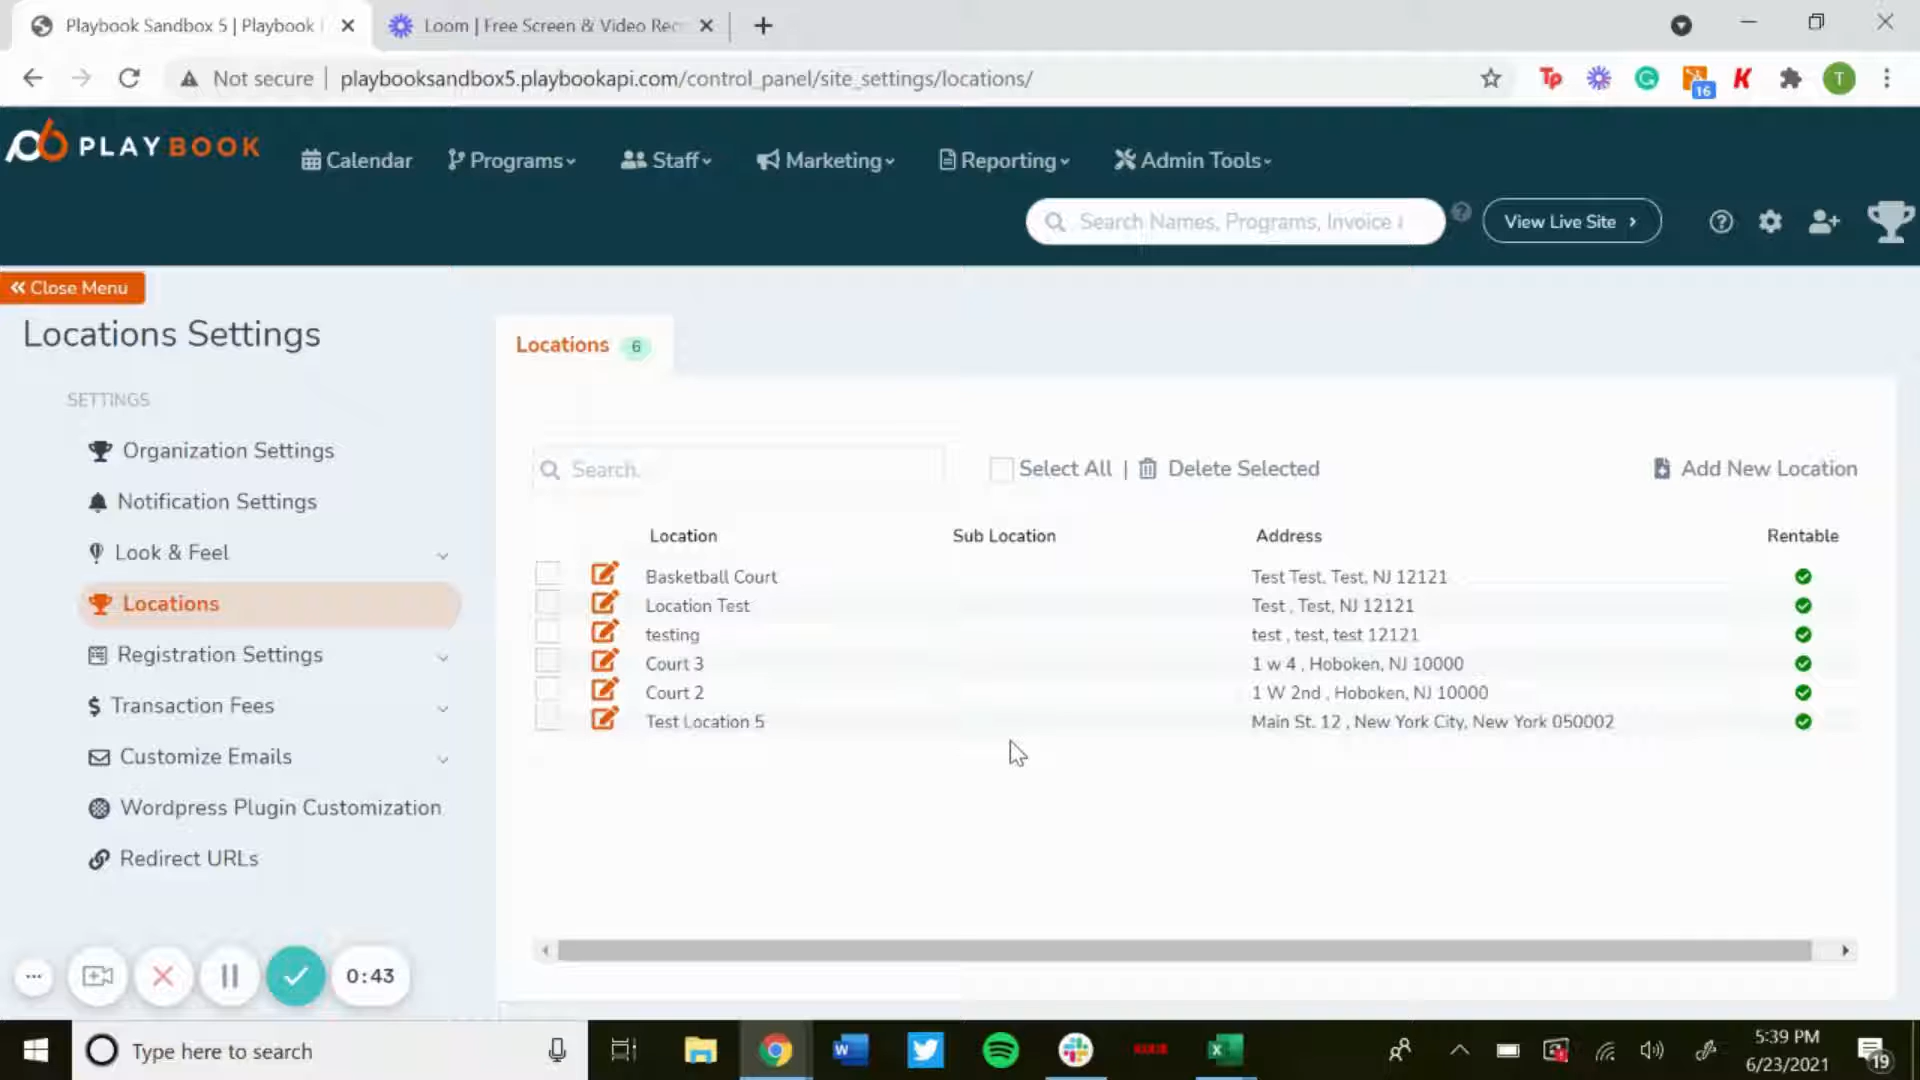 Playbook Sandbox 5 | Playbook
Loom | Free Screen & Video Rec
Not secure | playbooksandbox5.playbookapi.com/control_panel/site_settings/locations/
Tp
16
K
T
PLAYBOOK
Calendar
Programs
Staff
Marketing
Reporting
Admin Tools
Search Names, Programs, Invoice
View Live Site
Close Menu
Locations Settings
SETTINGS
Organization Settings
Notification Settings
Look & Feel
Locations
Registration Settings
Transaction Fees
Customize Emails
Wordpress Plugin Customization
Redirect URLs
Locations 6
Search.
Select All | Delete Selected
Add New Location
Location Sub Location Address Rentable
Basketball Court Test Test, Test, NJ 12121
Location Test Test , Test, NJ 12121
testing test , test, test 12121
Court 3 1 w 4 , Hoboken, NJ 10000
Court 2 1 W 2nd , Hoboken, NJ 10000
Test Location 5 Main St. 12 , New York City, New York 050002
0:43
Type here to search
5:39 PM
6/23/2021
19